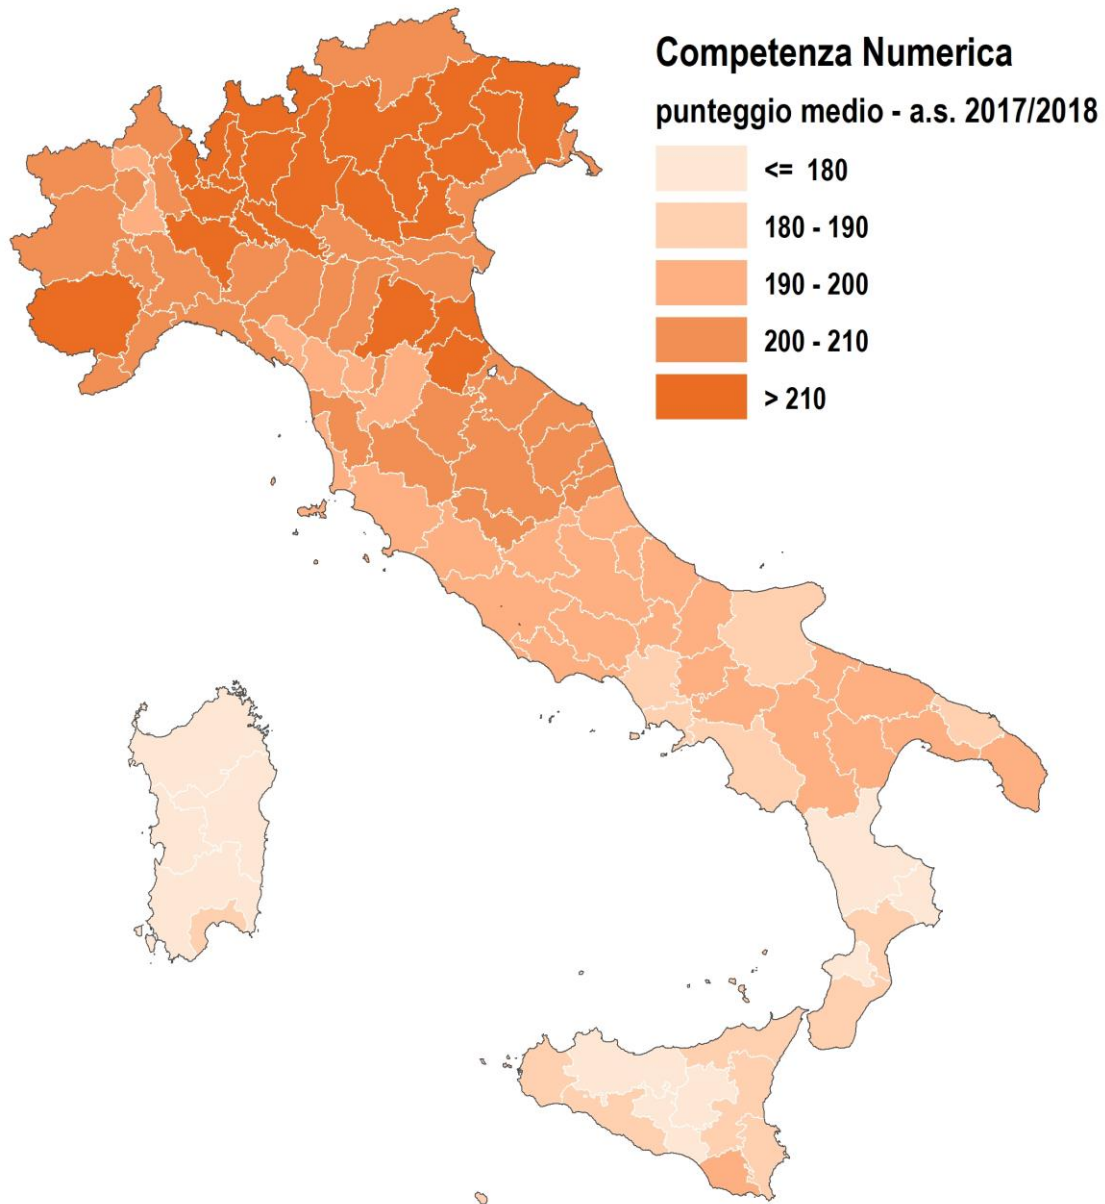 Competenza Numerica
punteggio medio - a.s. 2017/2018
<= 180
180 - 190
190 - 200
200 - 210
> 210